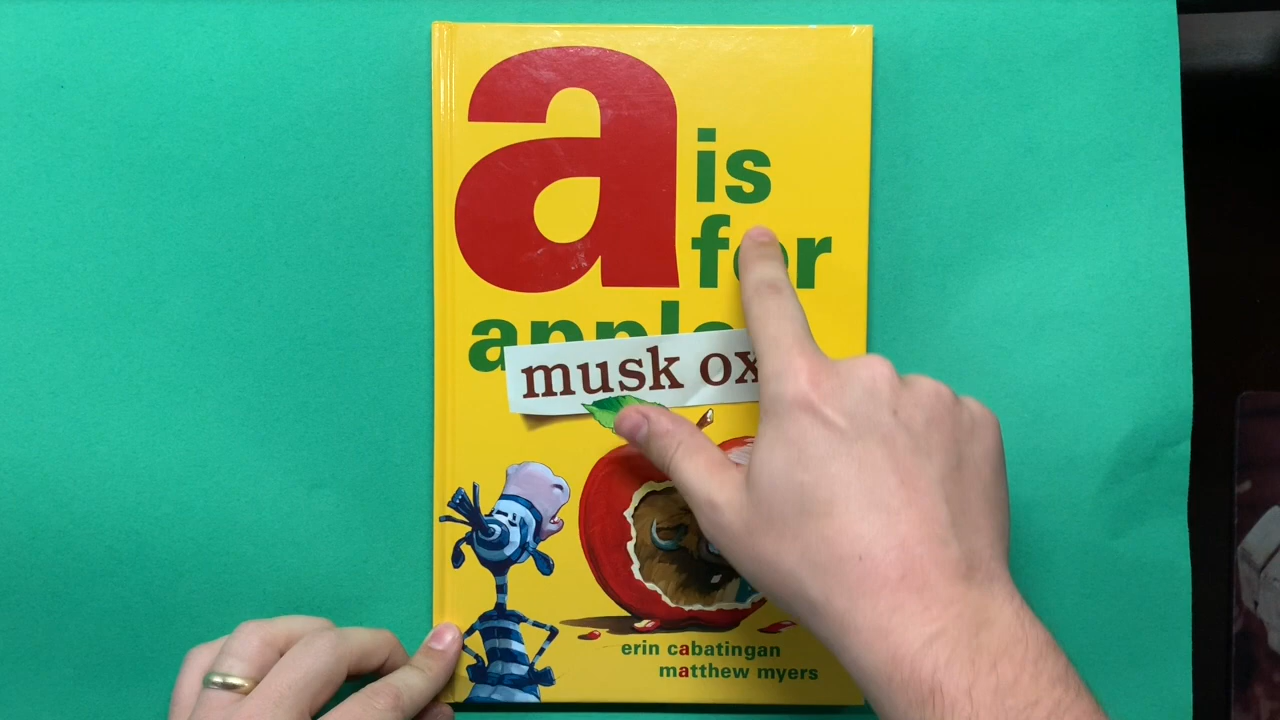 a is
for
apple
musk ox
erin cabatingan
matthew myers